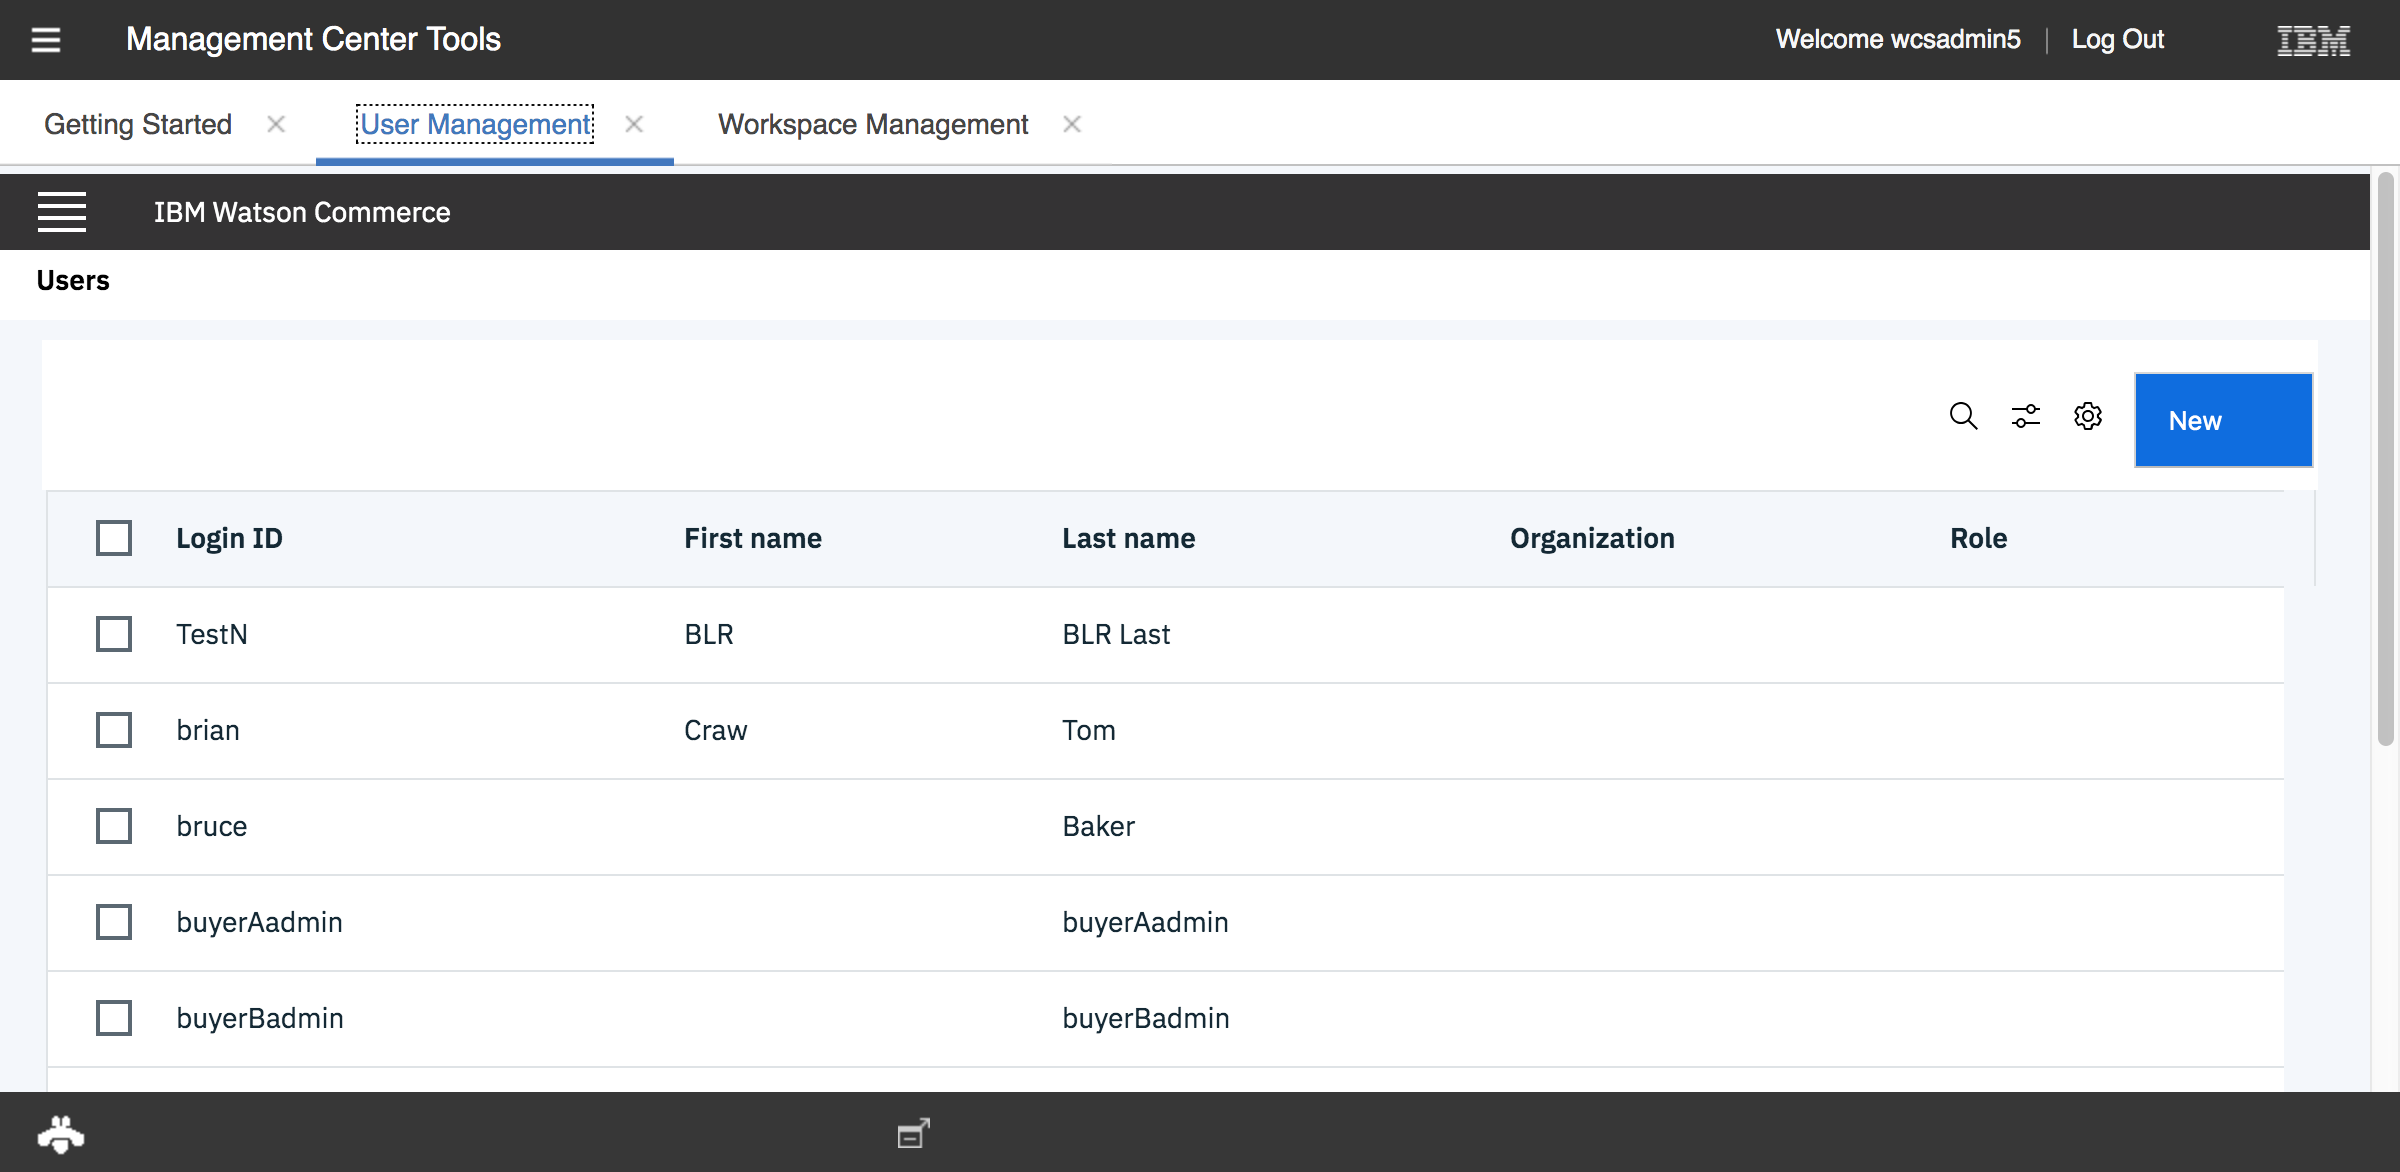 Management Center Tools Welcome wcsadmin5 | Log Out IBM
Getting Started × User Management × Workspace Management ×
IBM Watson Commerce
Users
New
Login ID First name Last name Organization Role
TestN BLR BLR Last
brian Craw Tom
bruce Baker
buyerAadmin buyerAadmin
buyerBadmin buyerBadmin